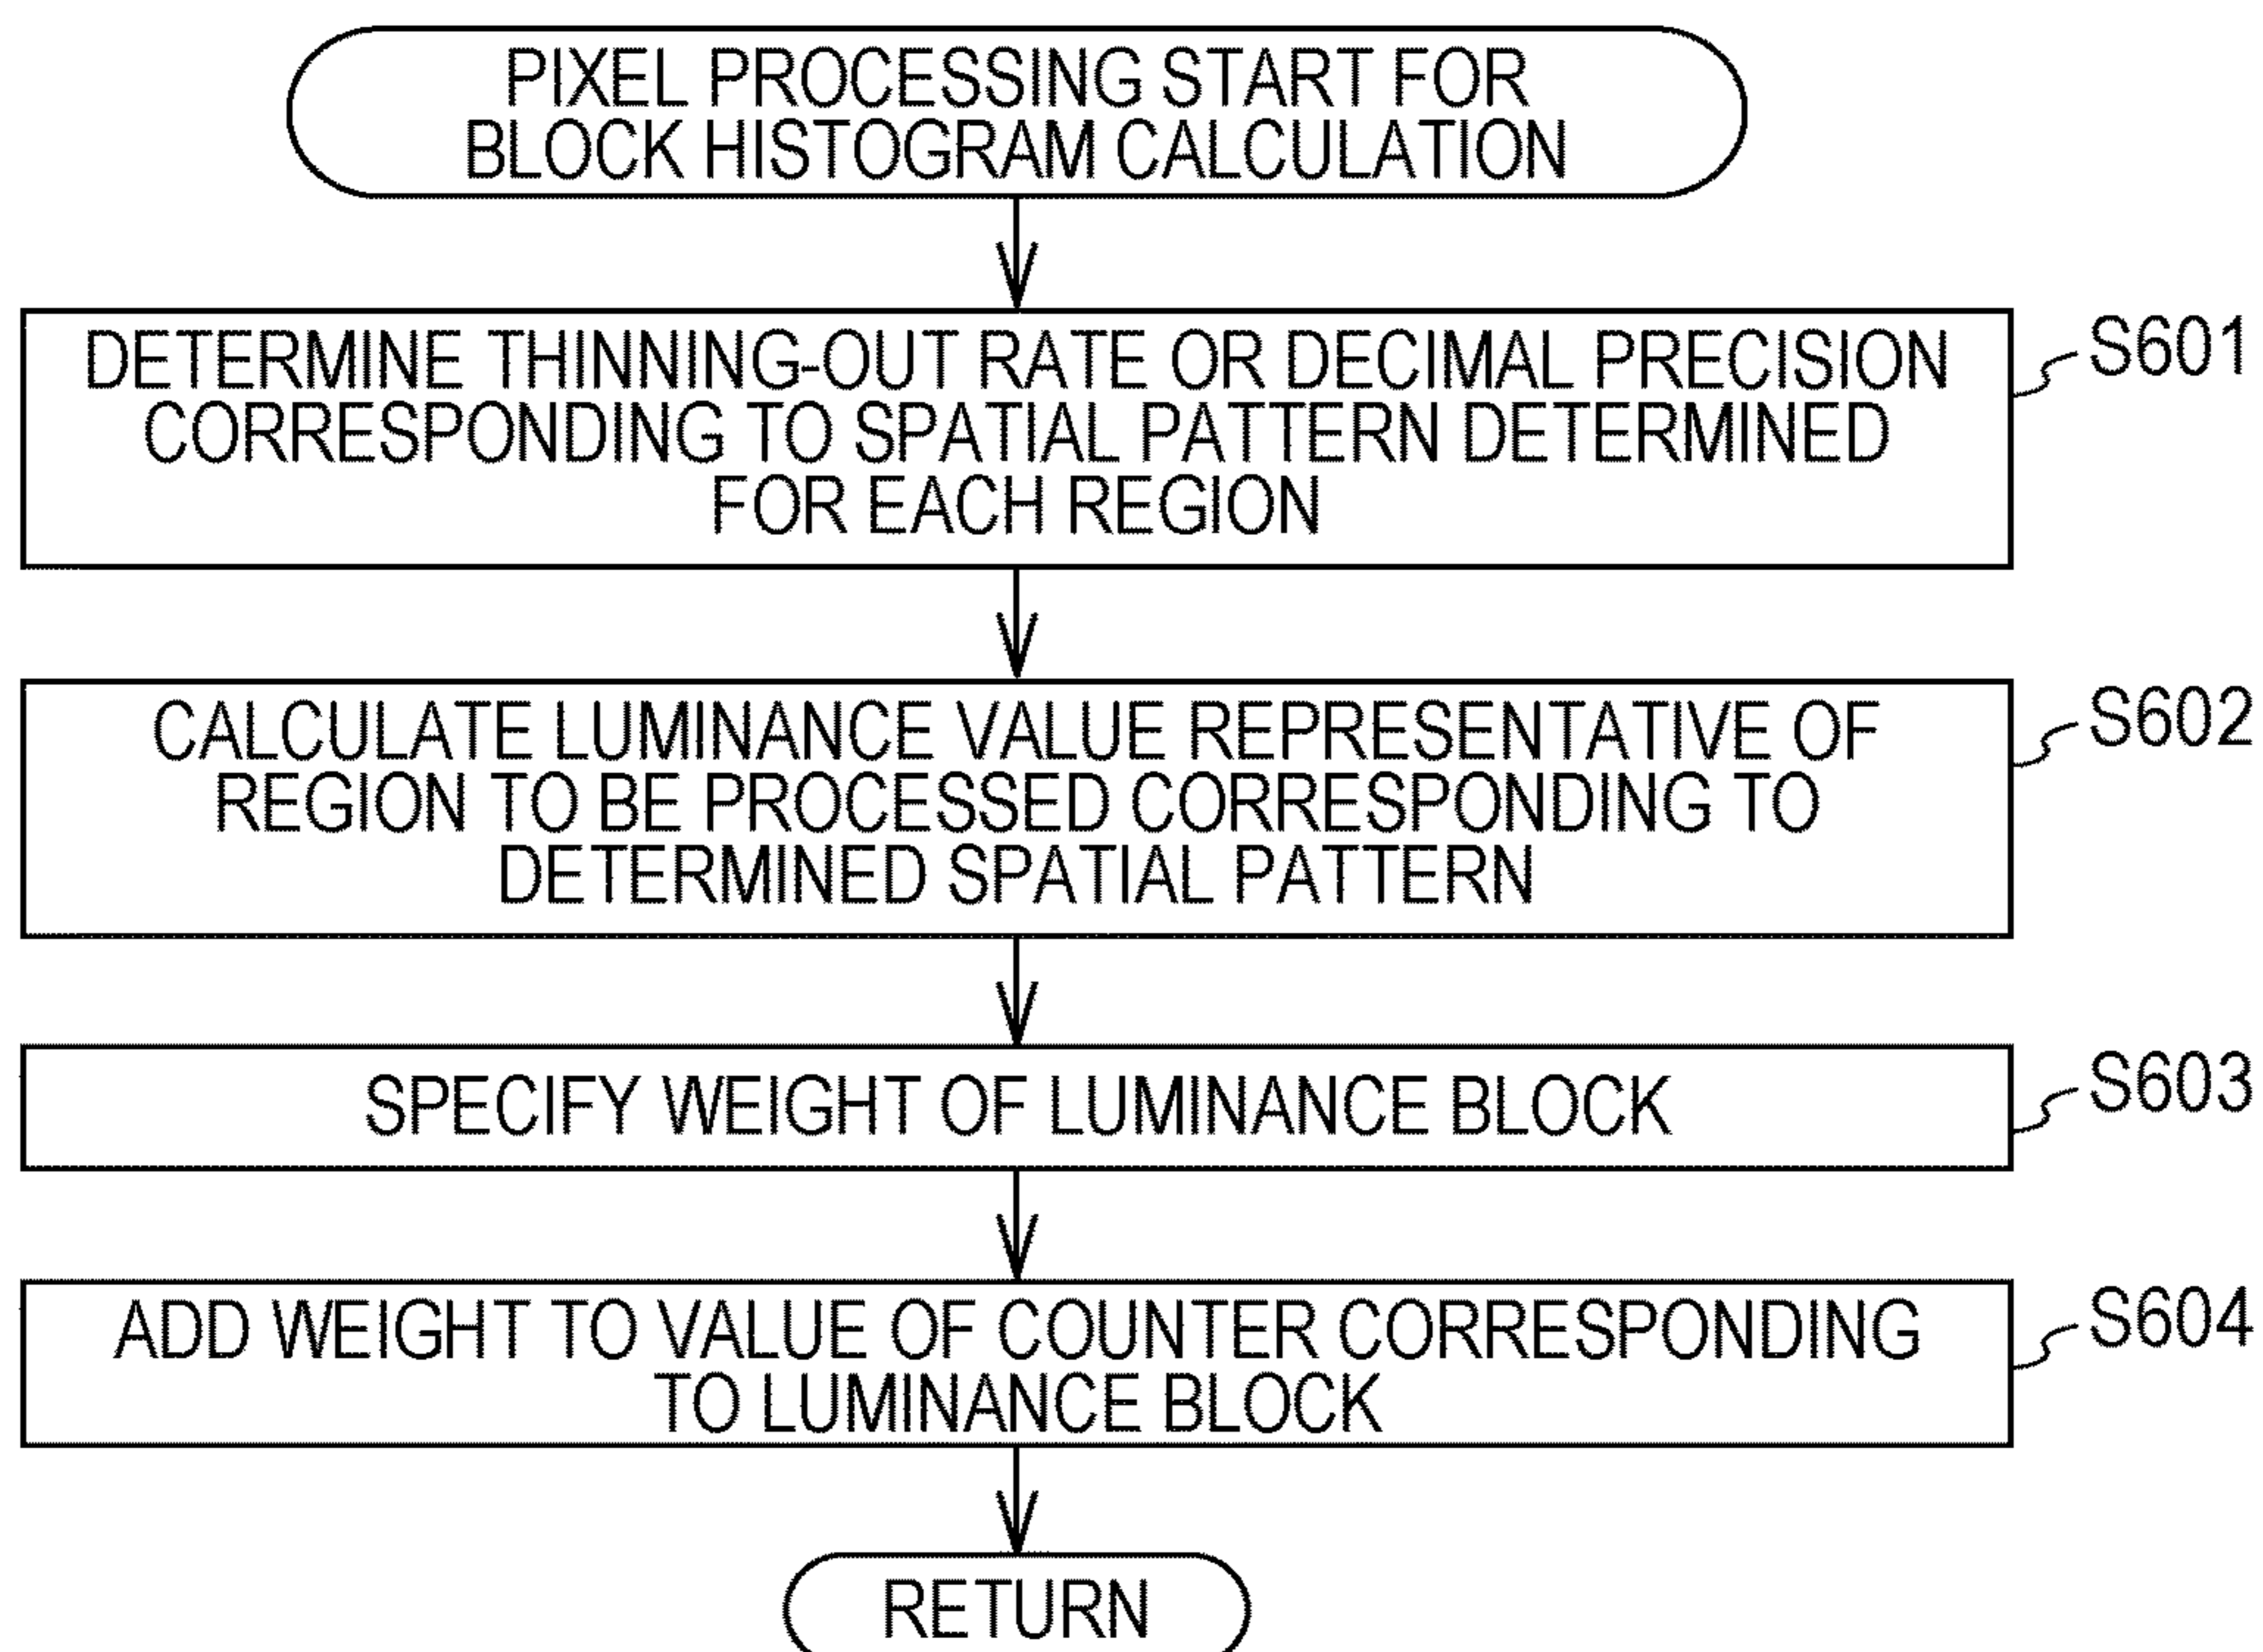 PIXEL PROCESSING START FOR
BLOCK HISTOGRAM CALCULATION
DETERMINE THINNING-OUT RATE OR DECIMAL PRECISION
CORRESPONDING TO SPATIAL PATTERN DETERMINED
FOR EACH REGION
S601
CALCULATE LUMINANCE VALUE REPRESENTATIVE OF
REGION TO BE PROCESSED CORRESPONDING TO
DETERMINED SPATIAL PATTERN
S602
SPECIFY WEIGHT OF LUMINANCE BLOCK
S603
ADD WEIGHT TO VALUE OF COUNTER CORRESPONDING
TO LUMINANCE BLOCK
S604
RETURN